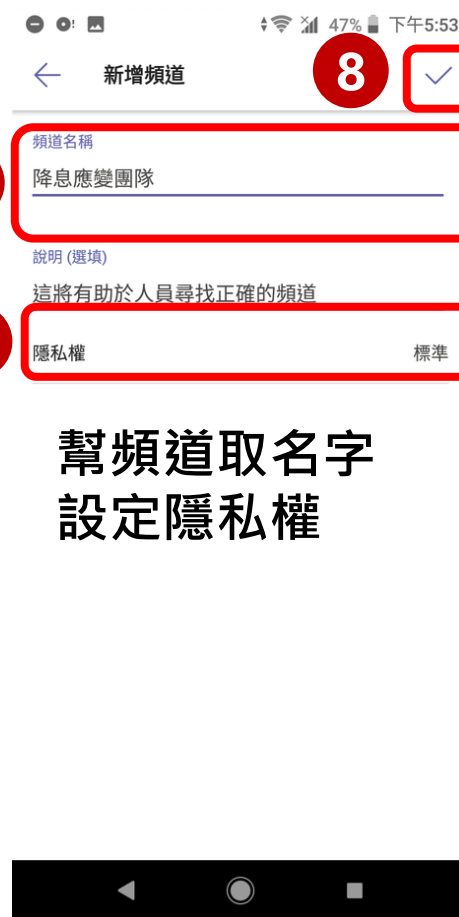 47% 下午5:53
新增頻道
8
頻道名稱
降息應變團隊
說明 (選填)
這將有助於人員尋找正確的頻道
隱私權 標準
幫頻道取名字
設定隱私權